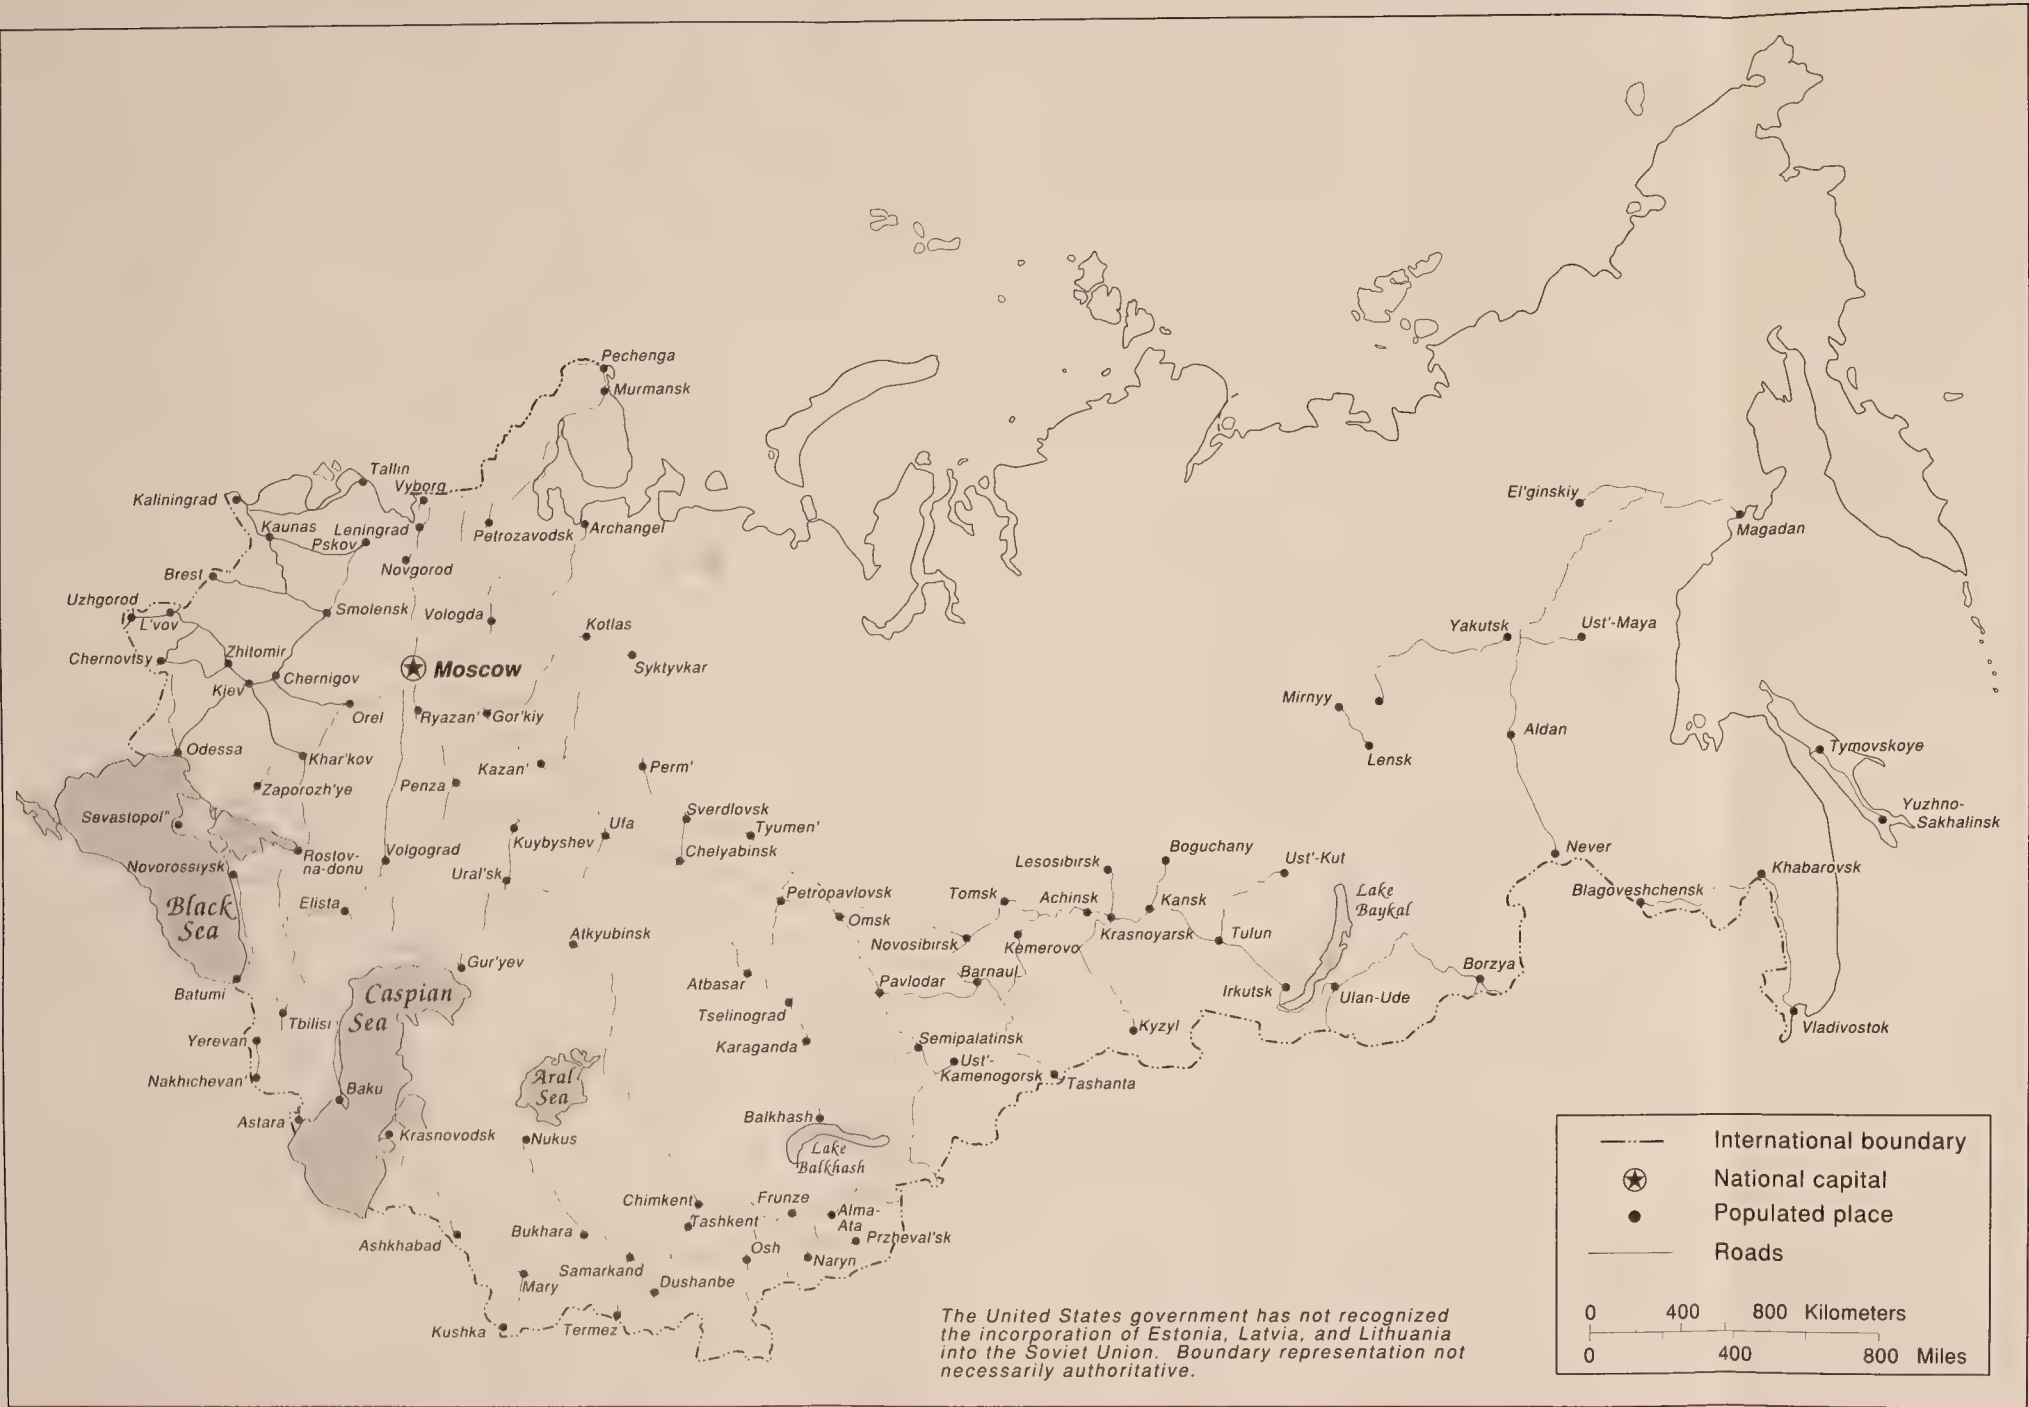 Pechenga
Murmansk
Tallin
Vyborg
Kaliningrad
El'ginskiy
Kaunas
Leningrad
Pskov
Petrozavodsk
Archangel
Magadan
Novgorod
Brest
Uzhgorod
L'vov
Smolensk
Vologda
Kotlas
Yakutsk
Ust'-Maya
Chernovtsy
Zhitomir
Moscow
Syktyvkar
Kiev
Chernigov
Mirnyy
Orel
Ryazan'
Gor'kiy
Aldan
Odessa
Khar'kov
Lensk
Tymovskoye
Kazan'
Perm'
Zaporozh'ye
Penza
Sevastopol"
Sverdlovsk
Yuzhno-
Sakhalinsk
Ufa
Tyumen'
Kuybyshev
Rostov-
na-donu
Volgograd
Chelyabinsk
Boguchany
Ust'-Kut
Never
Novorossiysk
Ural'sk
Lesosibirsk
Khabarovsk
Black
Sea
Elista
Petropavlovsk
Omsk
Tomsk
Achinsk
Kansk
Lake
Baykal
Blagoveshchensk
Atkyubinsk
Novosibirsk
Kemerovo
Krasnoyarsk
Tulun
Gur'yev
Borzya
Batumi
Caspian
Sea
Atbasar
Pavlodar
Barnaul
Irkutsk
Ulan-Ude
Tbilisi
Tselinograd
Kyzyl
Vladivostok
Yerevan
Karaganda
Semipalatinsk
Ust'-
Kamenogorsk
Tashanta
Nakhichevan'
Baku
Aral
Sea
Astara
Krasnovodsk
Nukus
Balkhash
Lake
Balkhash
Chimkent
Frunze
Alma-
Ata
Tashkent
Przheval'sk
Ashkhabad
Bukhara
Osh
Naryn
Samarkand
Mary
Dushanbe
Kushka
Termez
The United States government has not recognized
the incorporation of Estonia, Latvia, and Lithuania
into the Soviet Union. Boundary representation not
necessarily authoritative.
International boundary
National capital
Populated place
Roads
0 400 800 Kilometers
0 400 800 Miles